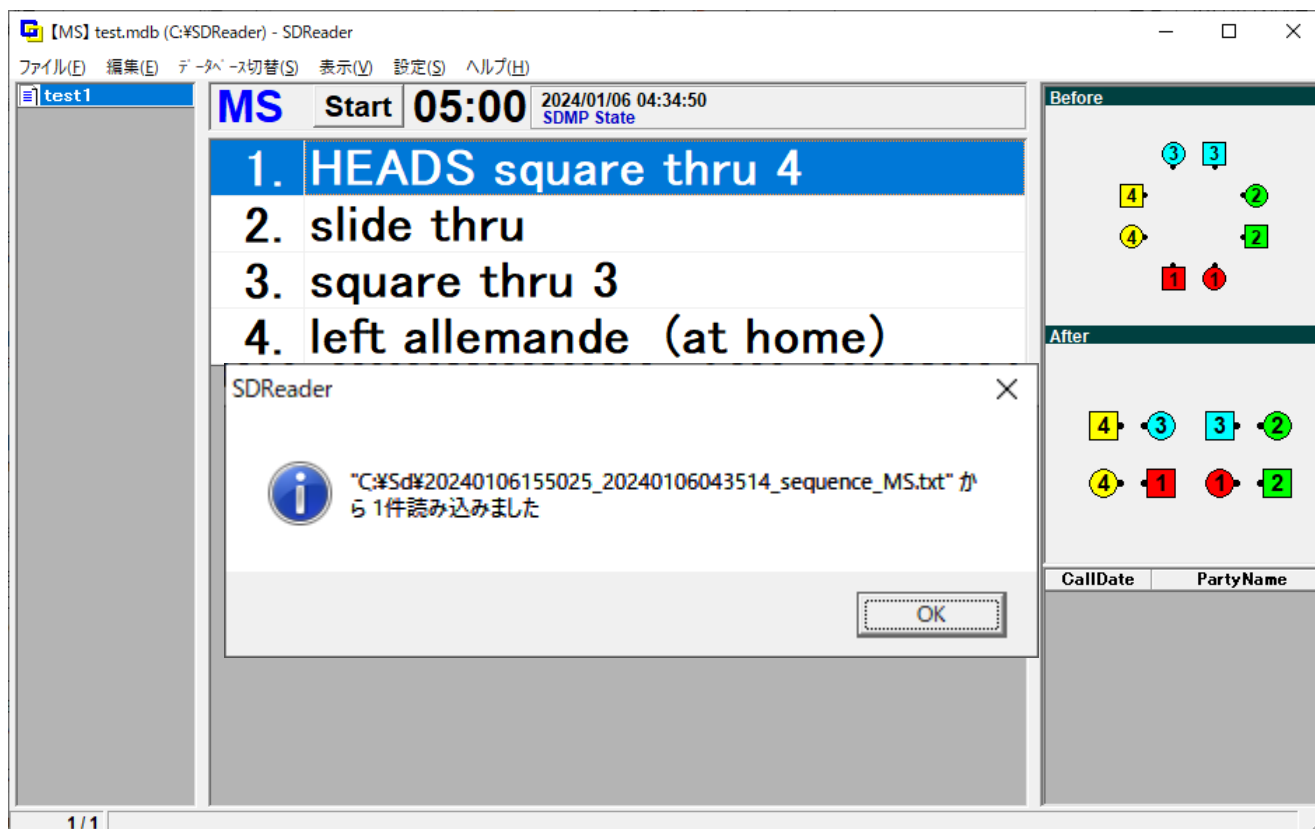 【MS】 test.mdb (C:¥SDReader) - SDReader
ファイル(F) 編集(E) データベース切替(S) 表示(V) 設定(S) ヘルプ(H)
test1
MS Start 05:00 2024/01/06 04:34:50
SDMP State
1. HEADS square thru 4
2. slide thru
3. square thru 3
4. left allemande (at home)
SDReader
"C:¥Sd¥20240106155025_20240106043514_sequence_MS.txt" か
ら 1件読み込みました
OK
Before
3 3
4 2
4 2
1 1
After
4 3 3 2
4 1 1 2
CallDate PartyName
1/1